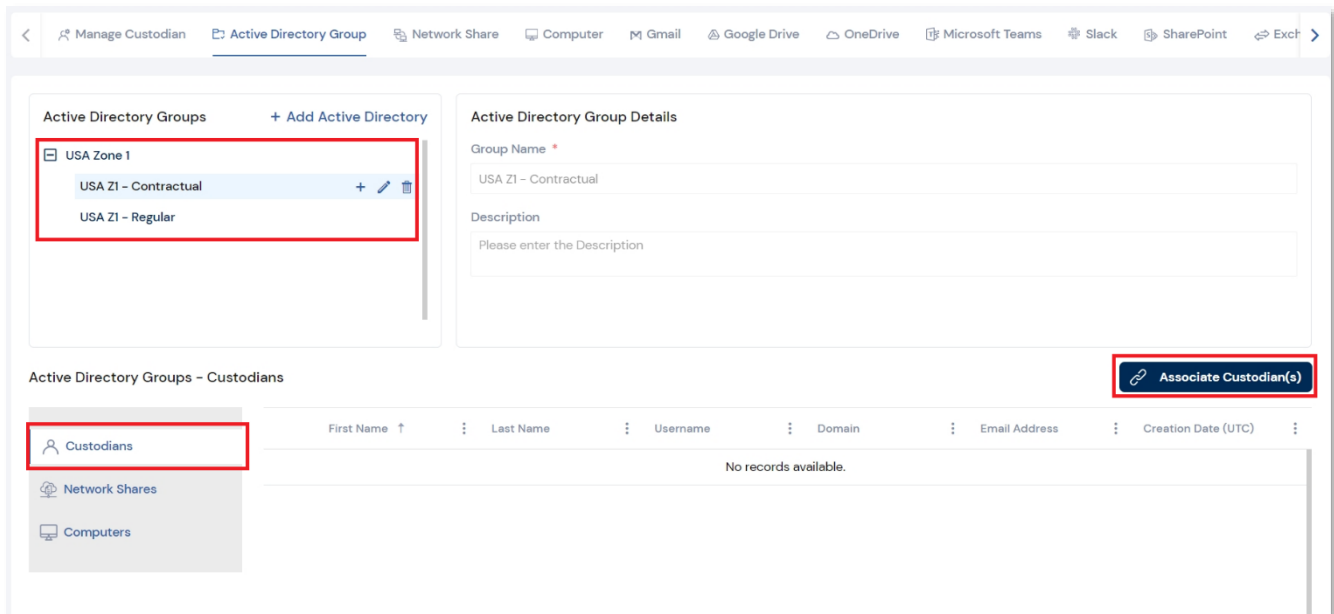 Manage Custodian Active Directory Group Network Share Computer Gmail Google Drive OneDrive Microsoft Teams Slack SharePoint Exch
Active Directory Groups + Add Active Directory
USA Zone 1
USA Z1 - Contractual
USA Z1 - Regular
Active Directory Group Details
Group Name *
USA Z1 - Contractual
Description
Please enter the Description
Active Directory Groups - Custodians
Associate Custodian(s)
Custodians
Network Shares
Computers
First Name ↑ Last Name Username Domain Email Address Creation Date (UTC)
No records available.